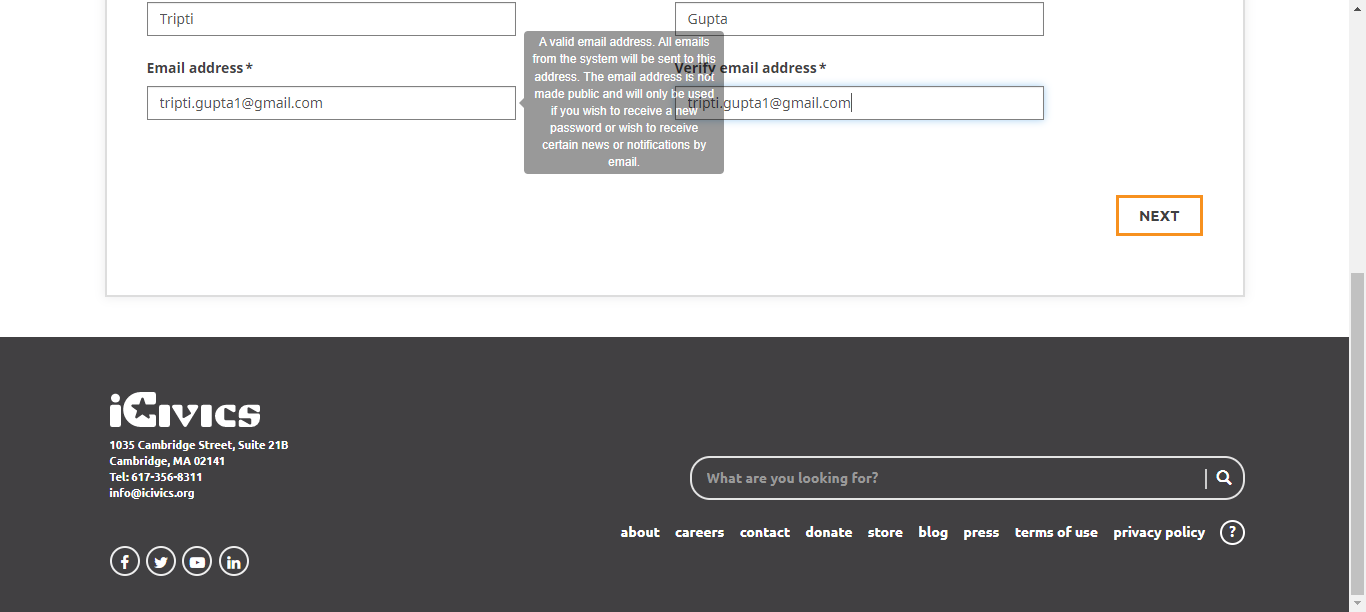 Tripti
Gupta
Email address*
Verify email address*
tripti.gupta1@gmail.com
tripti.gupta1@gmail.com
A valid email address. All emails
from the system will be sent to this
address. The email address is not
made public and will only be used
if you wish to receive a new
password or wish to receive
certain news or notifications by
email.
NEXT
iCivics
1035 Cambridge Street, Suite 21B
Cambridge, MA 02141
Tel: 617-356-8311
info@icivics.org
What are you looking for?
about careers contact donate store blog press terms of use privacy policy ?